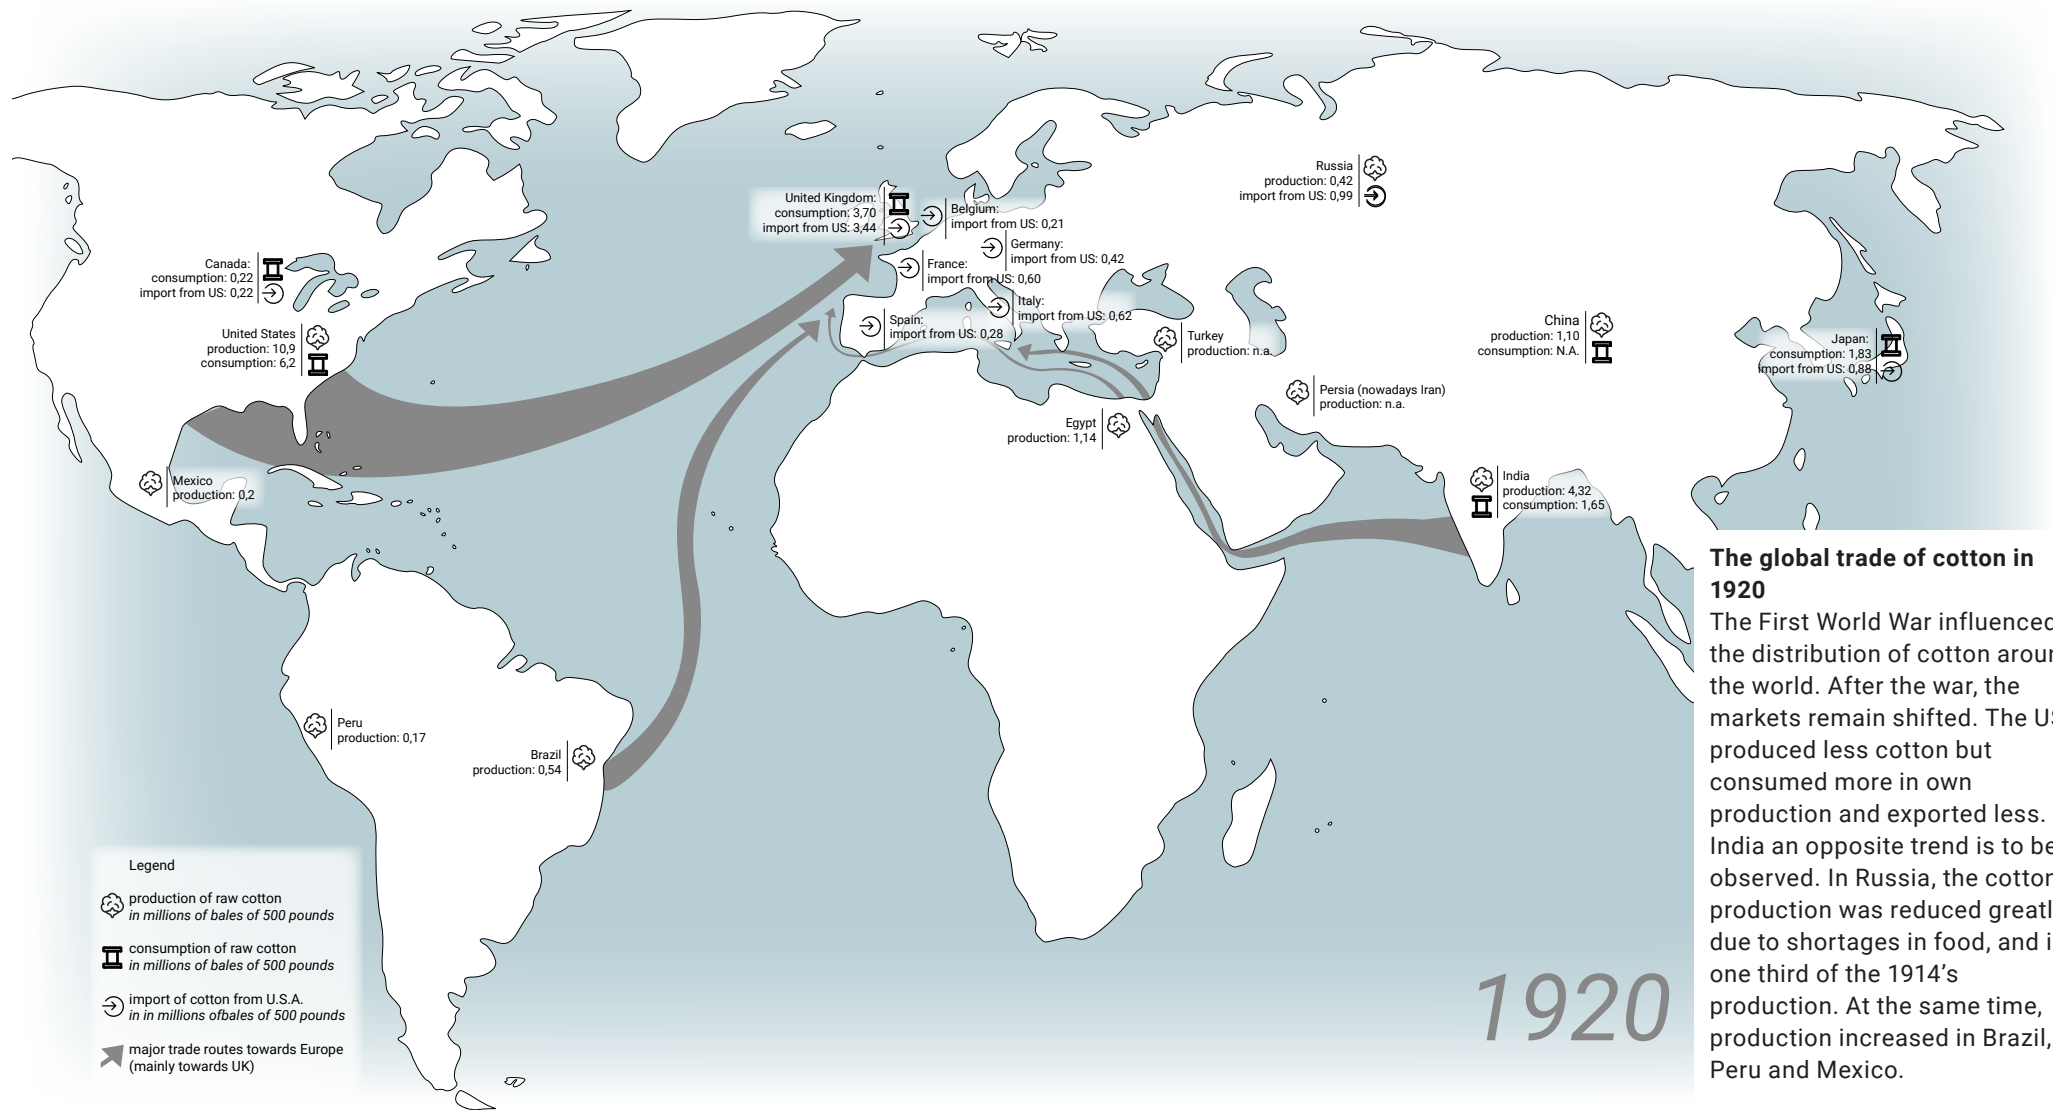 Russia
production: 0,42
import from US: 0,99
United Kingdom:
consumption: 3,70
import from US: 3,44
Belgium:
import from US: 0,21
Germany:
import from US: 0,42
France:
import from US: 0,60
Italy:
import from US: 0,62
Spain:
import from US: 0,28
Canada:
consumption: 0,22
import from US: 0,22
United States
production: 10,9
consumption: 6,2
Turkey
production: n.a.
China
production: 1,10
consumption: N.A.
Japan:
consumption: 1,83
import from US: 0,88
Persia (nowadays Iran)
production: n.a.
Egypt
production: 1,14
Mexico
production: 0,2
India
production: 4,32
consumption: 1,65
Peru
production: 0,17
Brazil
production: 0,54
Legend
production of raw cotton
in millions of bales of 500 pounds
consumption of raw cotton
in millions of bales of 500 pounds
import of cotton from U.S.A.
in in millions ofbales of 500 pounds
major trade routes towards Europe
(mainly towards UK)
1920
The global trade of cotton in
1920
The First World War influenced
the distribution of cotton
the world. After the war, the
markets remain shifted. The
produced less cotton but
consumed more in own
production and exported less.
India an opposite trend is to be
observed. In Russia, the cotton
production was reduced
due to shortages in food, and
one third of the 1914's
production. At the same time,
production increased in Brazil,
Peru and Mexico.